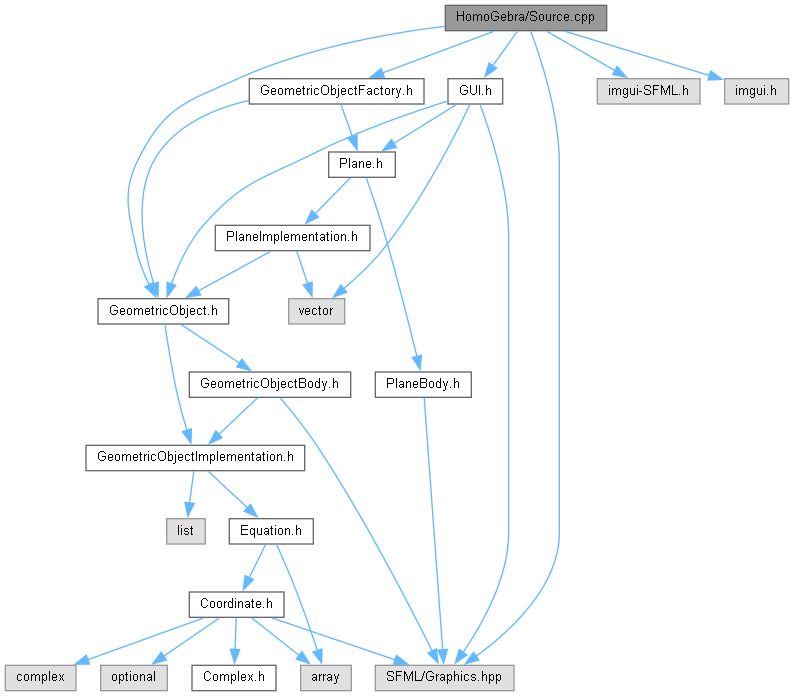 HomoGebra/Source.cpp
GeometricObjectFactory.h
GUI.h
imgui-SFML.h
imgui.h
Plane.h
PlaneImplementation.h
GeometricObject.h
vector
GeometricObjectBody.h
PlaneBody.h
GeometricObjectImplementation.h
list
Equation.h
Coordinate.h
complex
optional
Complex.h
array
SFML/Graphics.hpp